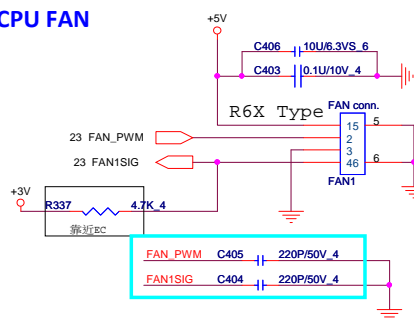 CPU FAN
+5V
C406 10U/6.3VS_6
C403 0.1U/10V_4
R6X Type FAN conn.
15 5
23 FAN_PWM 2
3
23 FAN1SIG 46 6
FAN1
+3V
R337 4.7K_4
靠近EC
FAN_PWM C405 220P/50V_4
FAN1SIG C404 220P/50V_4